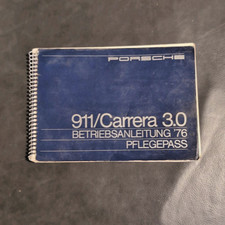 PORSCHE
911/Carrera 3.0
BETRIEBSANLEITUNG '76
PFLEGEPASS